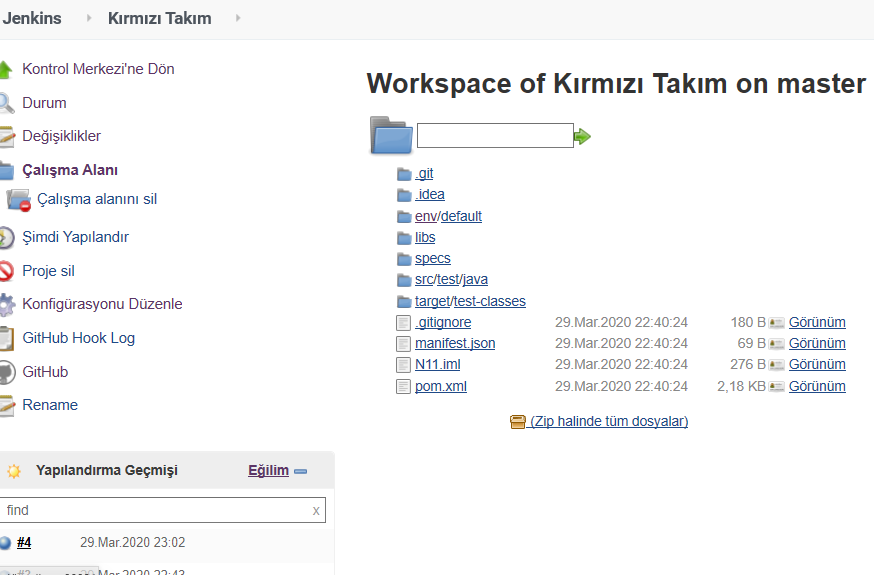 Jenkins Kırmızı Takım
Kontrol Merkezi'ne Dön
Durum
Değişiklikler
Çalışma Alanı
Çalışma alanını sil
Şimdi Yapılandır
Proje sil
Konfigürasyonu Düzenle
GitHub Hook Log
GitHub
Rename
Yapılandırma Geçmişi Eğilim
find x
#4 29.Mar.2020 23:02
29.Mar.2020 22:43
Workspace of Kırmızı Takım on master
.git
.idea
env/default
libs
specs
src/test/java
target/test-classes
.gitignore 29.Mar.2020 22:40:24 180 B Görünüm
manifest.json 29.Mar.2020 22:40:24 69 B Görünüm
N11.iml 29.Mar.2020 22:40:24 276 B Görünüm
pom.xml 29.Mar.2020 22:40:24 2,18 KB Görünüm
(Zip halinde tüm dosyalar)